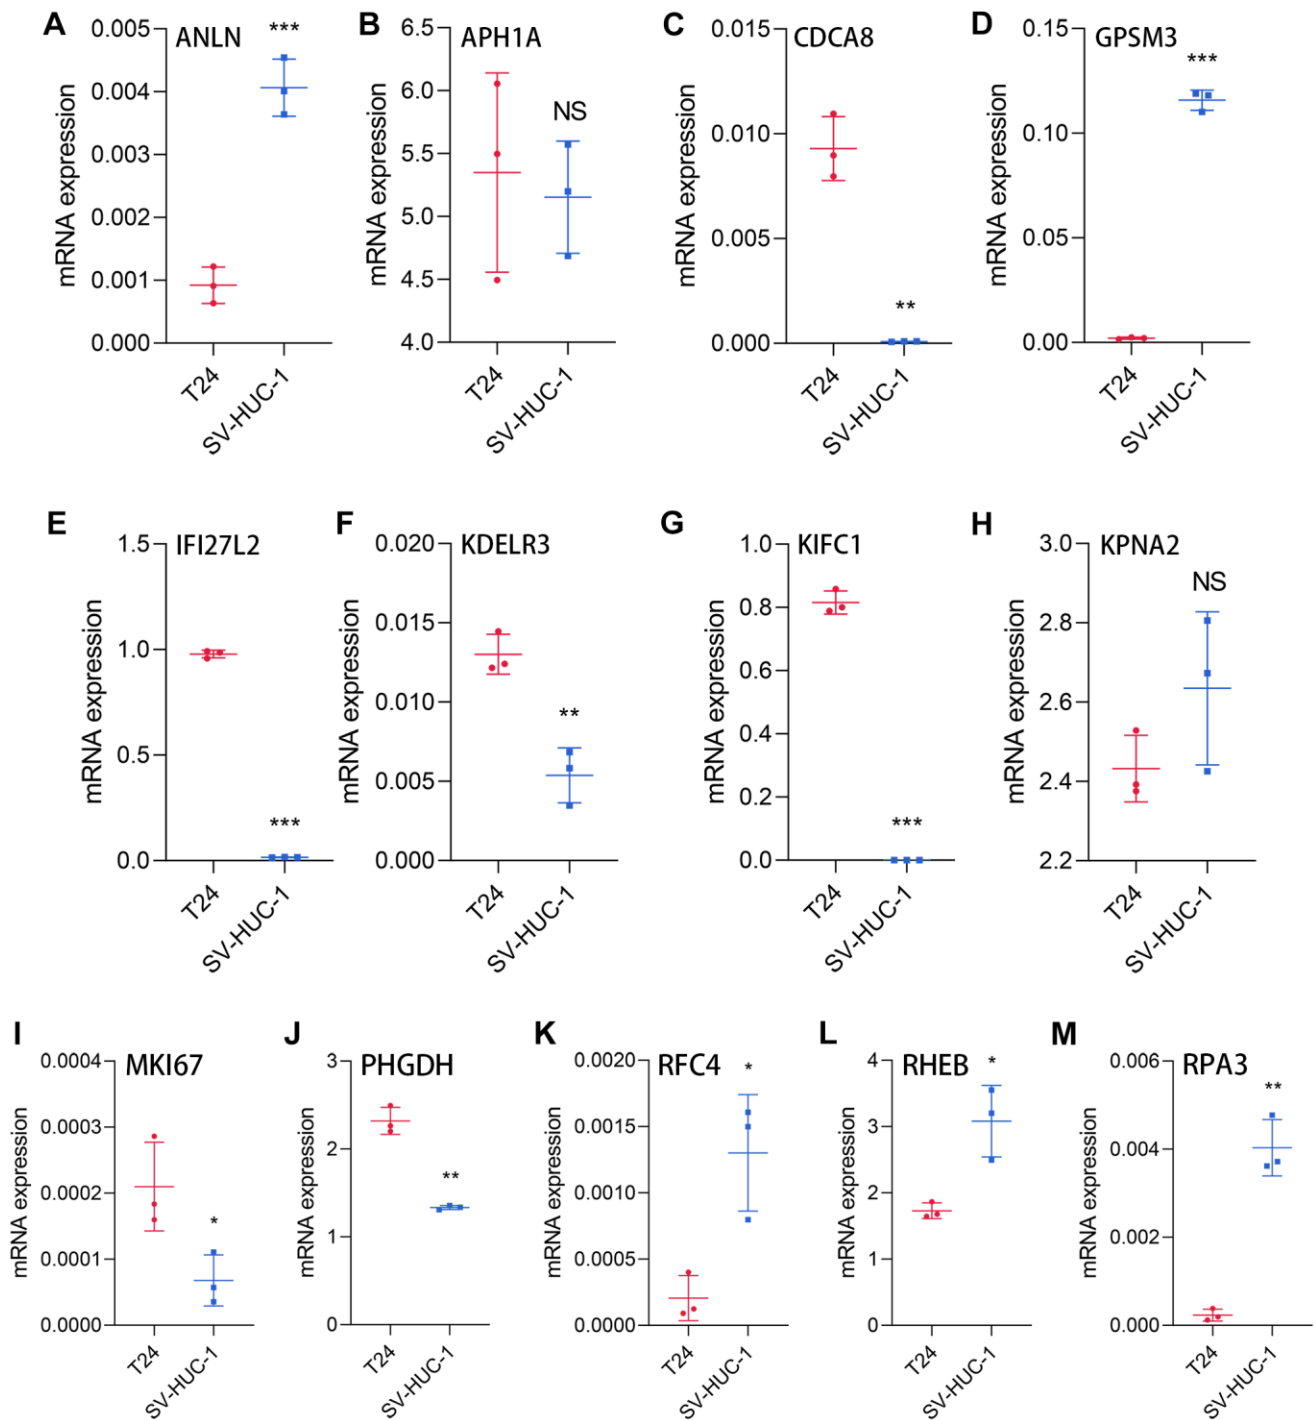 A
ANLN
***
mRNA expression
0.005
0.004
0.003
0.002
0.001
0.000
T24
SV-HUC-1
B
APH1A
NS
mRNA expression
6.5
6.0
5.5
5.0
4.5
4.0
T24
SV-HUC-1
C
CDCA8
**
mRNA expression
0.015
0.010
0.005
0.000
T24
SV-HUC-1
D
GPSM3
***
mRNA expression
0.15
0.10
0.05
0.00
T24
SV-HUC-1
E
IFI27L2
***
mRNA expression
1.5
1.0
0.5
0.0
T24
SV-HUC-1
F
KDELR3
**
mRNA expression
0.020
0.015
0.010
0.005
0.000
T24
SV-HUC-1
G
KIFC1
***
mRNA expression
1.0
0.8
0.6
0.4
0.2
0.0
T24
SV-HUC-1
H
KPNA2
NS
mRNA expression
3.0
2.8
2.6
2.4
2.2
T24
SV-HUC-1
I
MKI67
*
mRNA expression
0.0004
0.0003
0.0002
0.0001
0.0000
T24
SV-HUC-1
J
PHGDH
**
mRNA expression
3
2
1
0
T24
SV-HUC-1
K
RFC4
*
mRNA expression
0.0020
0.0015
0.0010
0.0005
0.0000
T24
SV-HUC-1
L
RHEB
*
mRNA expression
4
3
2
1
0
T24
SV-HUC-1
M
RPA3
**
mRNA expression
0.006
0.004
0.002
0.000
T24
SV-HUC-1